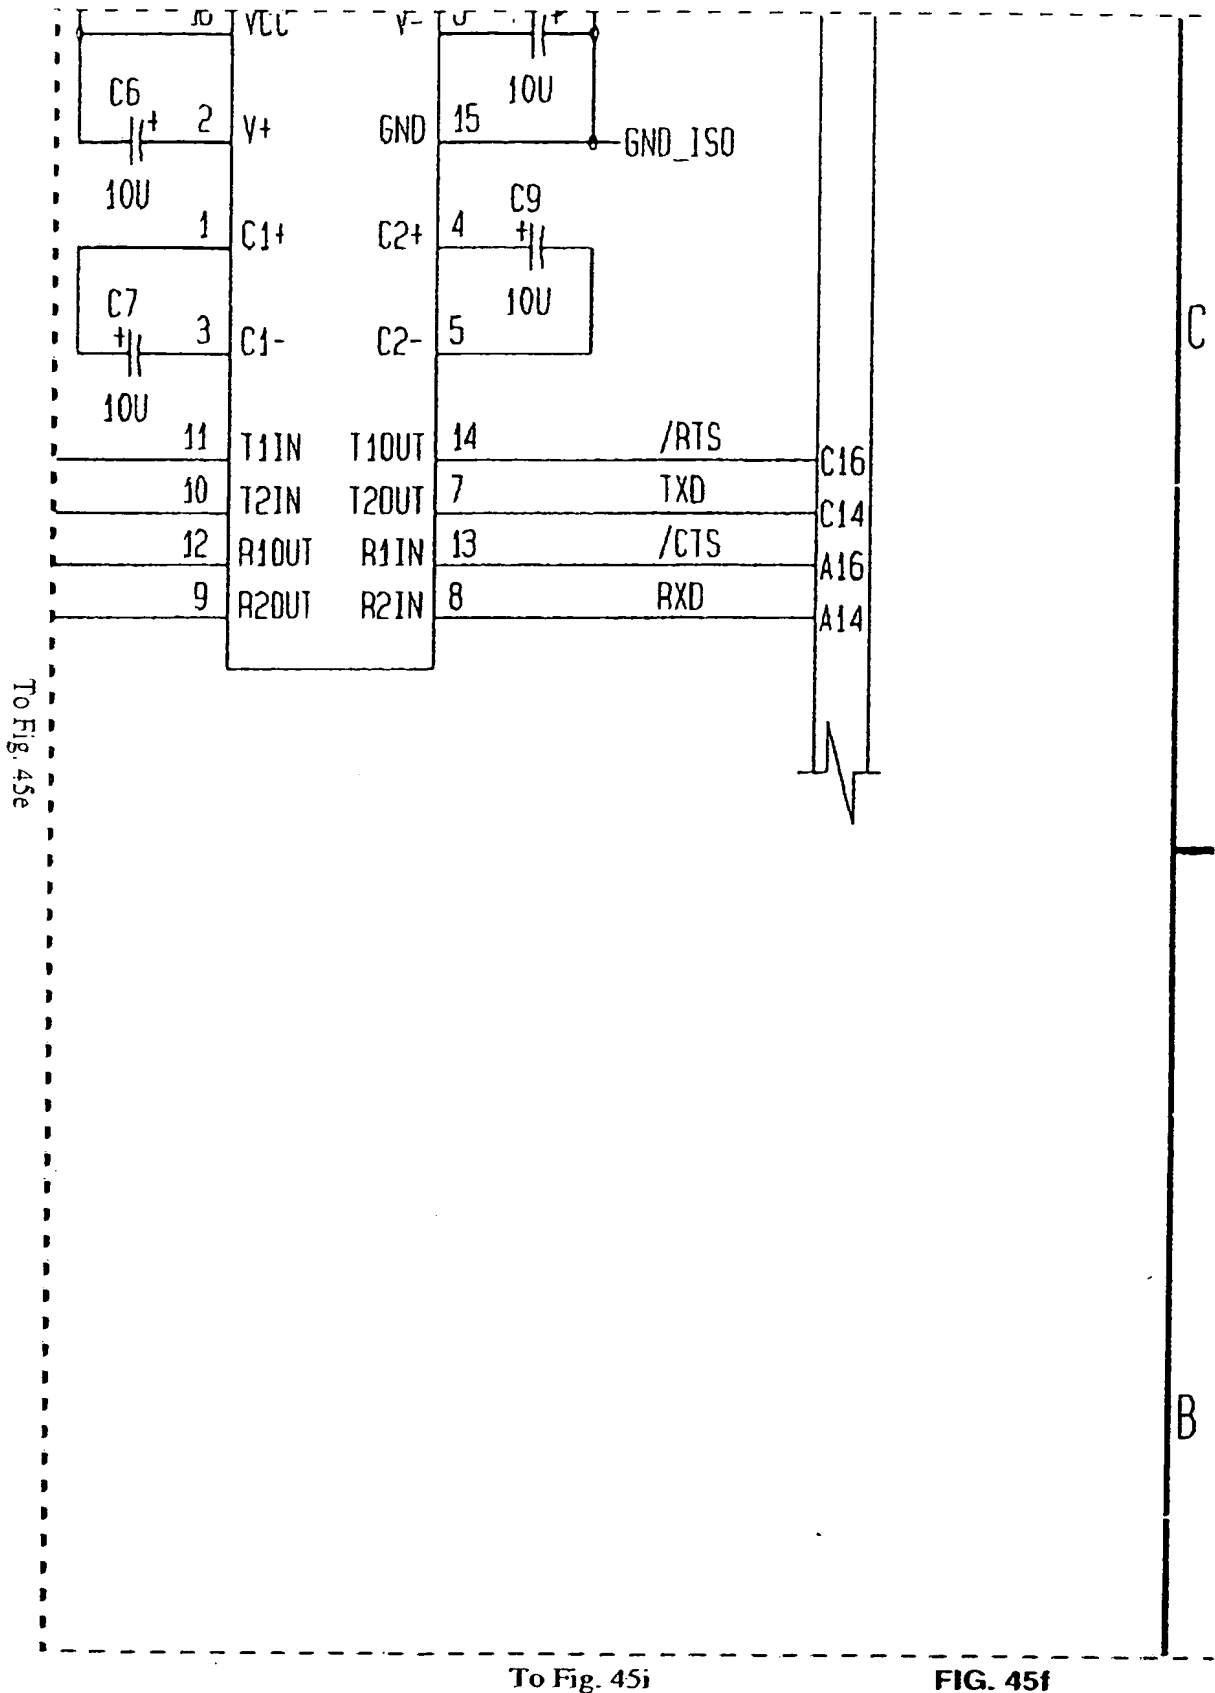 VCC V-
C6 10U
2 V+ GND 15 GND_ISO
10U
C9
1 C1+ C2+ 4
C7 10U
3 C1- C2- 5
10U
11 T1IN T1OUT 14 /RTS C16
10 T2IN T2OUT 7 TXD C14
12 R1OUT R1IN 13 /CTS A16
9 R2OUT R2IN 8 RXD A14
C
To Fig. 45e
B
To Fig. 45i FIG. 45f